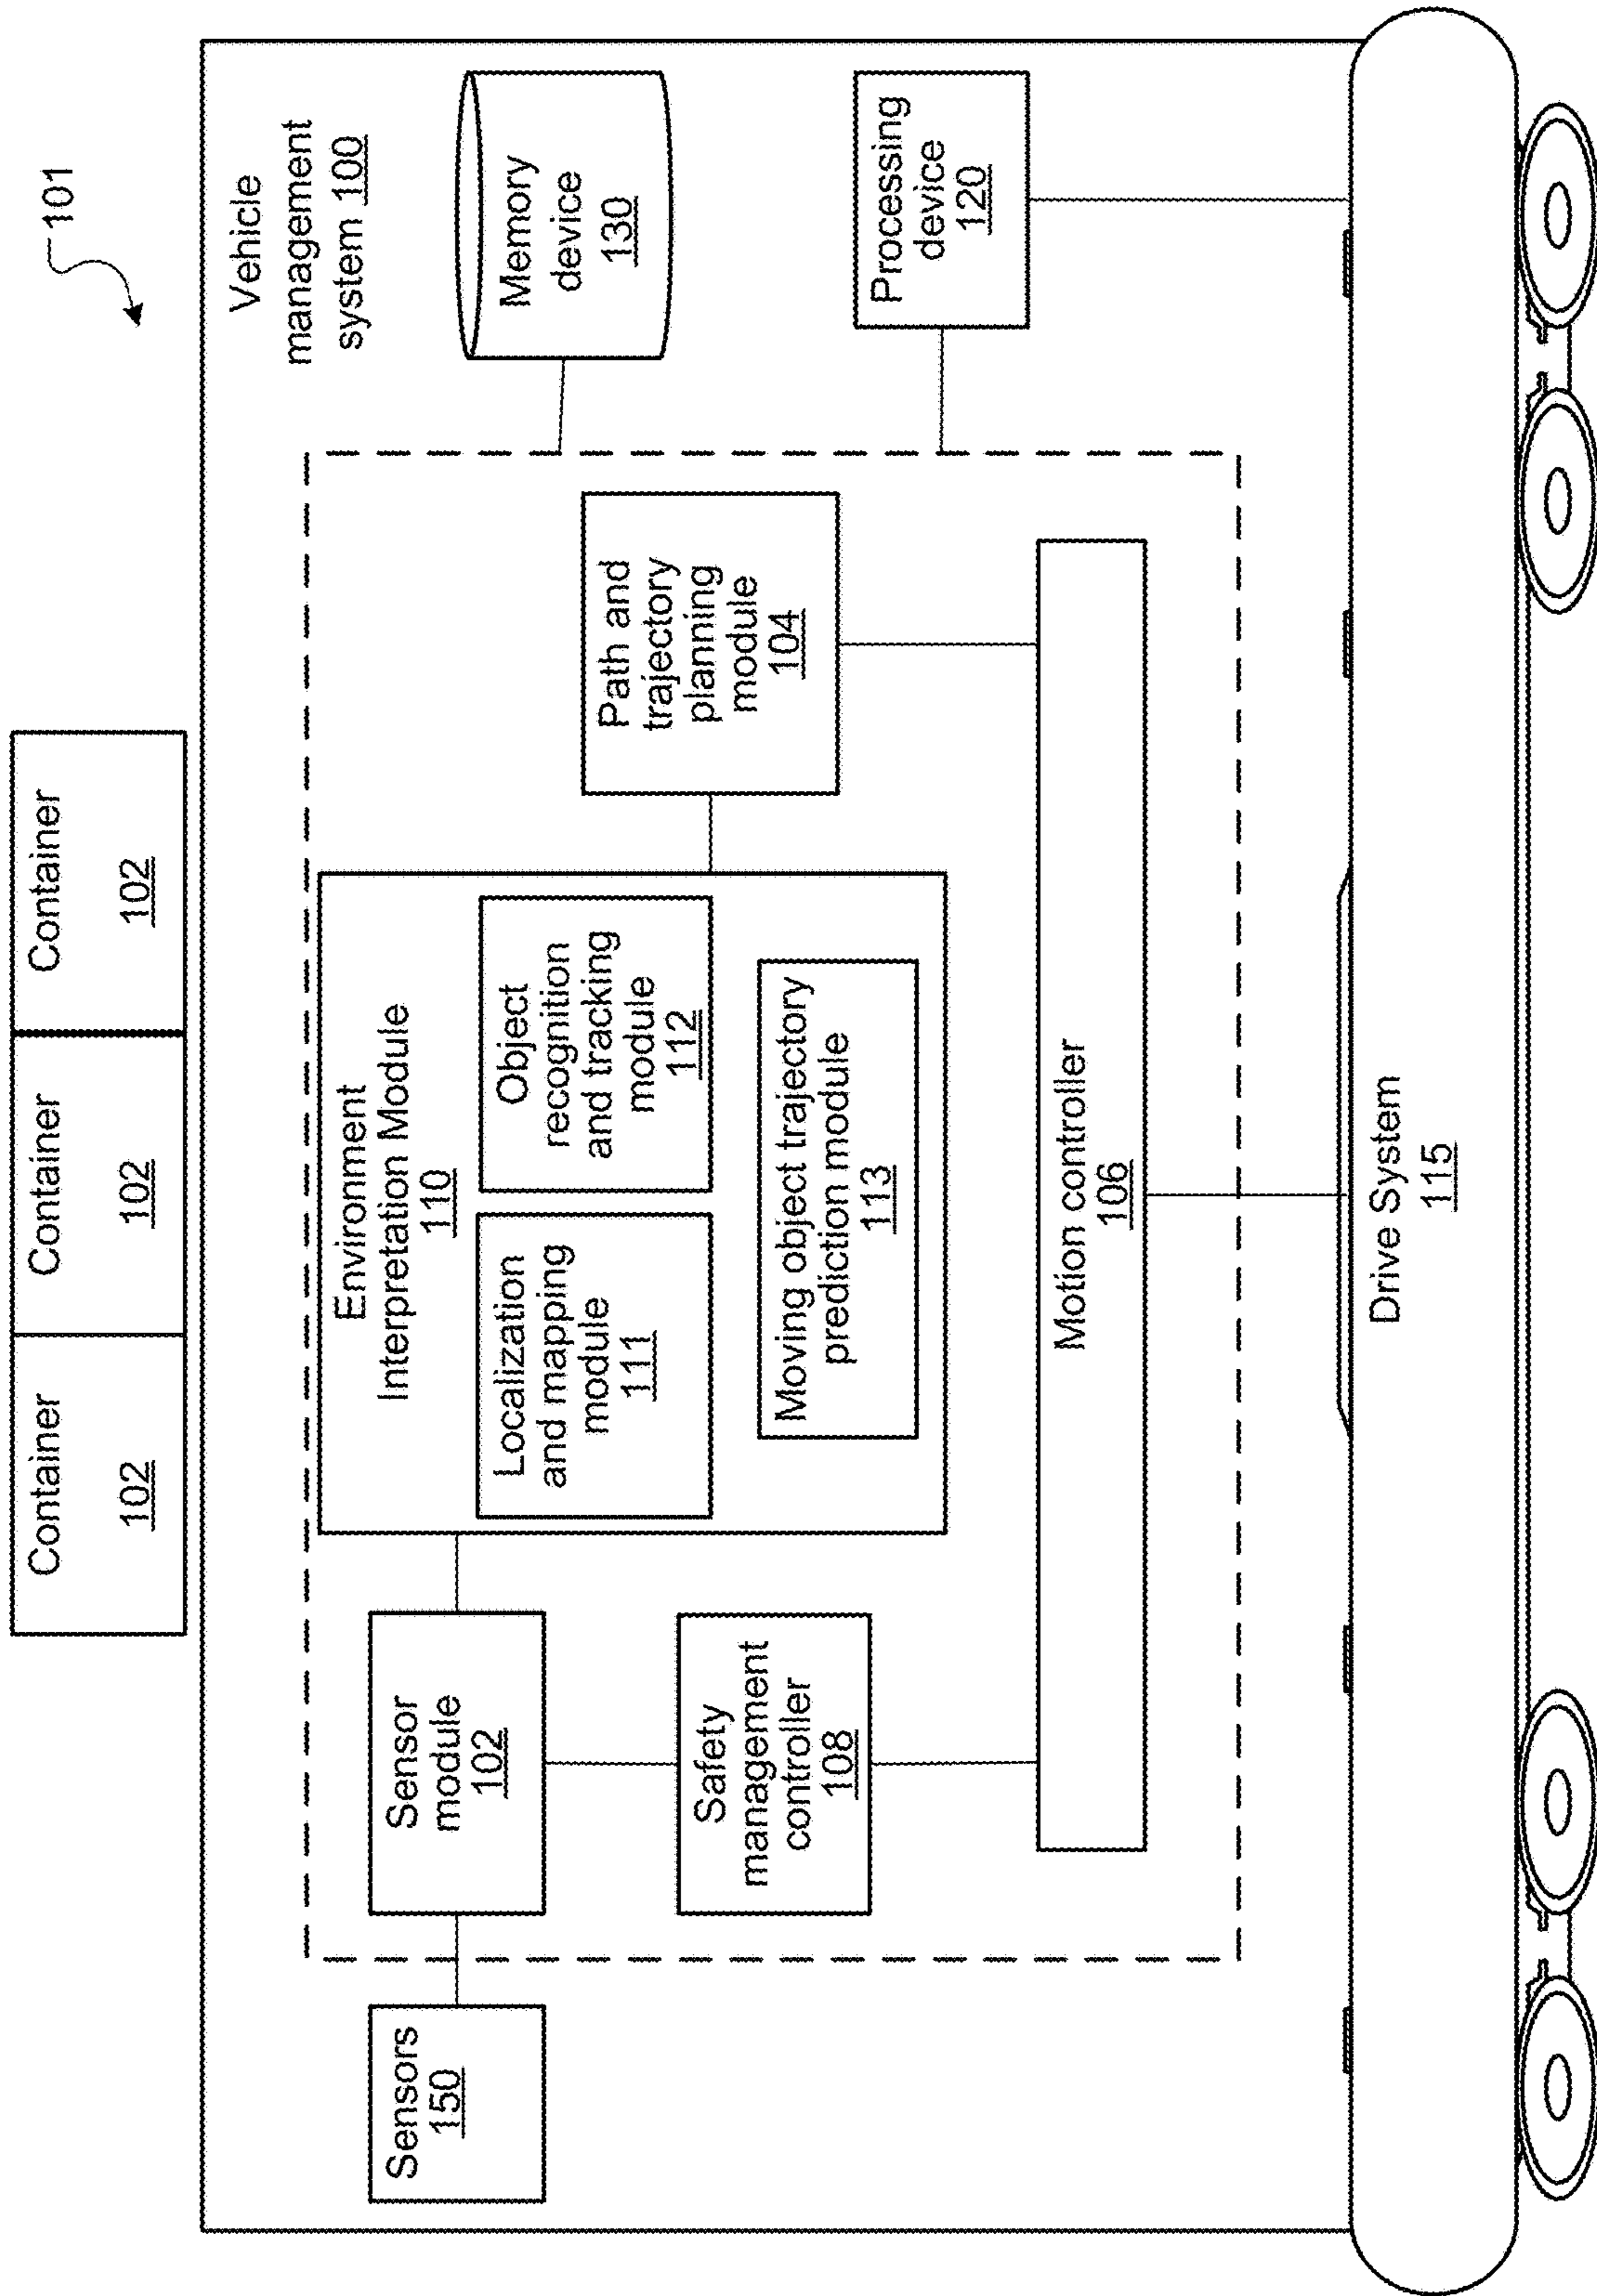 101
Container
102
Container
102
Container
102
Vehicle
management
system 100
Sensors
150
Sensor
module
102
Environment
Interpretation Module
110
Localization
and mapping
module
111
Object
recognition
and tracking
module
112
Moving object trajectory
prediction module
113
Path and
trajectory
planning
module
104
Memory
device
130
Safety
management
controller
108
Processing
device
120
Motion controller
106
Drive System
115